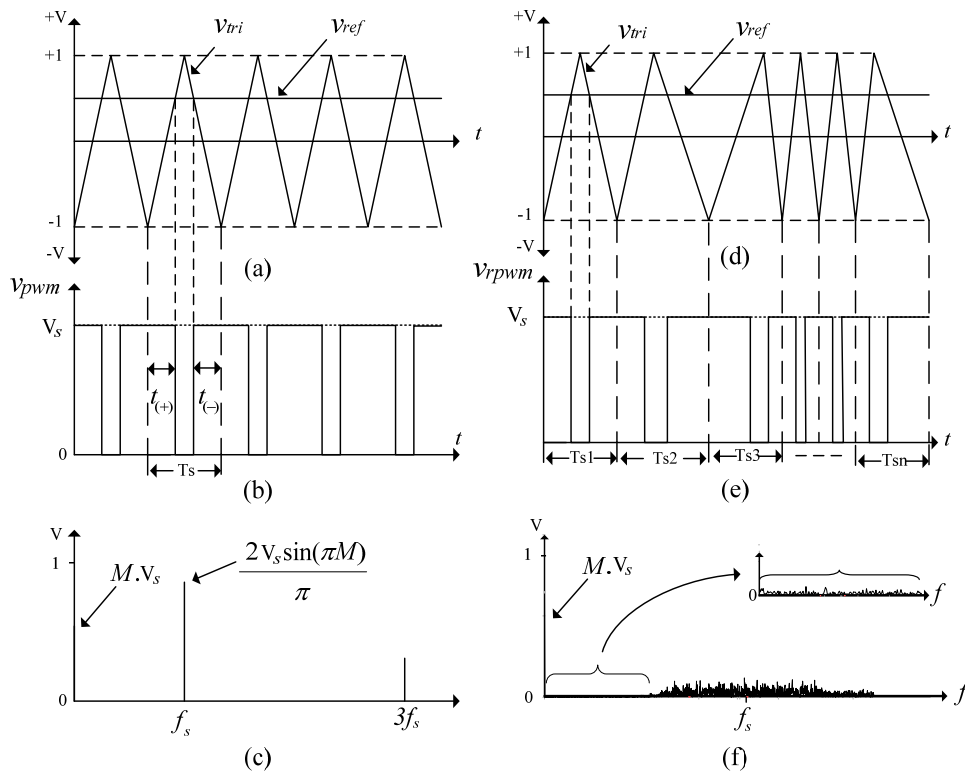 +V
v_tri
v_ref
+1
t
-1
-V
(a)
v_pwm
V_s
t_(+)
t_(−)
0
t
Ts
(b)
V
1
M.V_s
2V_s sin(πM)
π
0
f_s
3f_s
(c)
+V
v_tri
v_ref
+1
t
-1
-V
(d)
v_rpwm
V_s
t
Ts1
Ts2
Ts3
Tsn
(e)
V
1
M.V_s
0
f
0
f_s
f
(f)